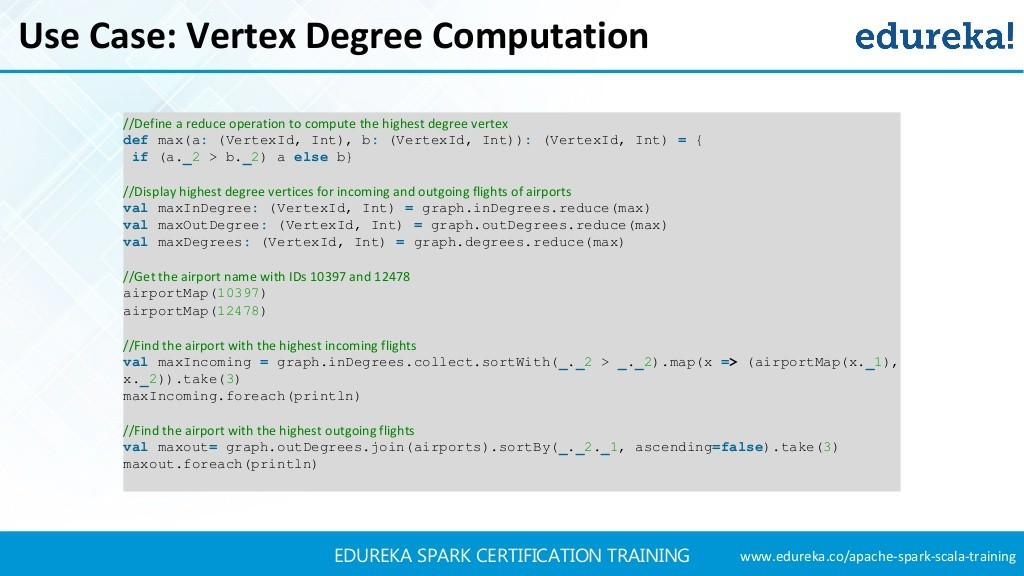 Use Case: Vertex Degree Computation
edureka!
//Define a reduce operation to compute the highest degree vertex
def max(a: (VertexId, Int), b: (VertexId, Int)): (VertexId, Int) = {
if (a._2 > b._2) a else b}
//Display highest degree vertices for incoming and outgoing flights of airports
val maxInDegree: (VertexId, Int) = graph.inDegrees.reduce(max)
val maxOutDegree: (VertexId, Int) = graph.outDegrees.reduce(max)
val maxDegrees: (VertexId, Int) = graph.degrees.reduce(max)
//Get the airport name with IDs 10397 and 12478
airportMap(10397)
airportMap(12478)
//Find the airport with the highest incoming flights
val maxIncoming = graph.inDegrees.collect.sortWith(_._2 > _._2).map(x => (airportMap(x._1),
x._2)).take(3)
maxIncoming.foreach(println)
//Find the airport with the highest outgoing flights
val maxout= graph.outDegrees.join(airports).sortBy(_._2._1, ascending=false).take(3)
maxout.foreach(println)
EDUREKA SPARK CERTIFICATION TRAINING
www.edureka.co/apache-spark-scala-training